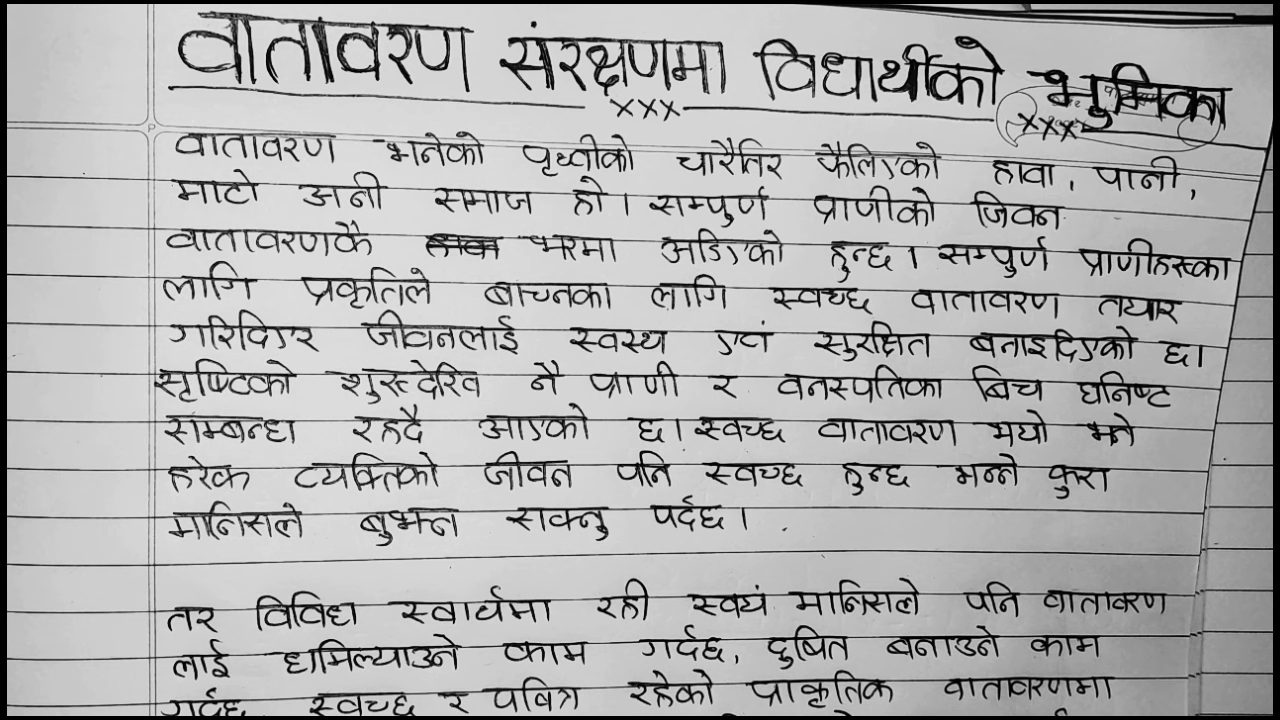 वातावरण संरक्षणमा विद्यार्थीको भुमिका
xxx xxx
वातावरण भनेको पृथ्वीको चारैतिर फैलिएको हावा, पानी,
माटो अनी समाज हो। सम्पुर्ण प्राणीको जिवन
वातावरणकै भरमा अडिएको हुन्छ। सम्पुर्ण प्राणीहरुका
लागि प्रकृतिले बाच्नका लागि स्वच्छ वातावरण तयार
गरिदिएर जीवनलाई स्वस्थ एवं सुरक्षित बनाइदिएको छ।
सृष्टिको शुरुदेखि नै प्राणी र वनस्पतिका बिच घनिष्ट
सम्बन्ध रहदै आएको छ। स्वच्छ वातावरण भयो भने
हरेक व्यक्तिको जीवन पनि स्वच्छ हुन्छ भन्ने कुरा
मानिसले बुझ्न सक्नु पर्दछ।
तर विविध स्वार्थमा रही स्वयं मानिसले पनि वातावरण
लाई धमिल्याउने काम गर्दछ, दुषित बनाउने काम
गर्दछ स्वच्छ र पवित्र रहेको प्राकृतिक वातावरणमा